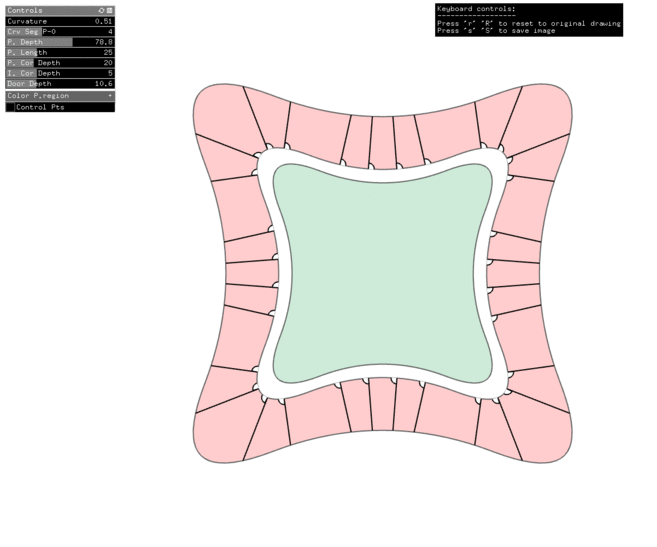 Controls
Curvature 0.51
Crv Seg P-O 4
P. Depth 78.8
P. Length 25
P. Cor Depth 20
I. Cor Depth 5
Door Depth 10.6
Color P.region
Control Pts
Keyboard controls:
------------------
Press "r" "R" to reset to original drawing
Press "s" "S" to save image